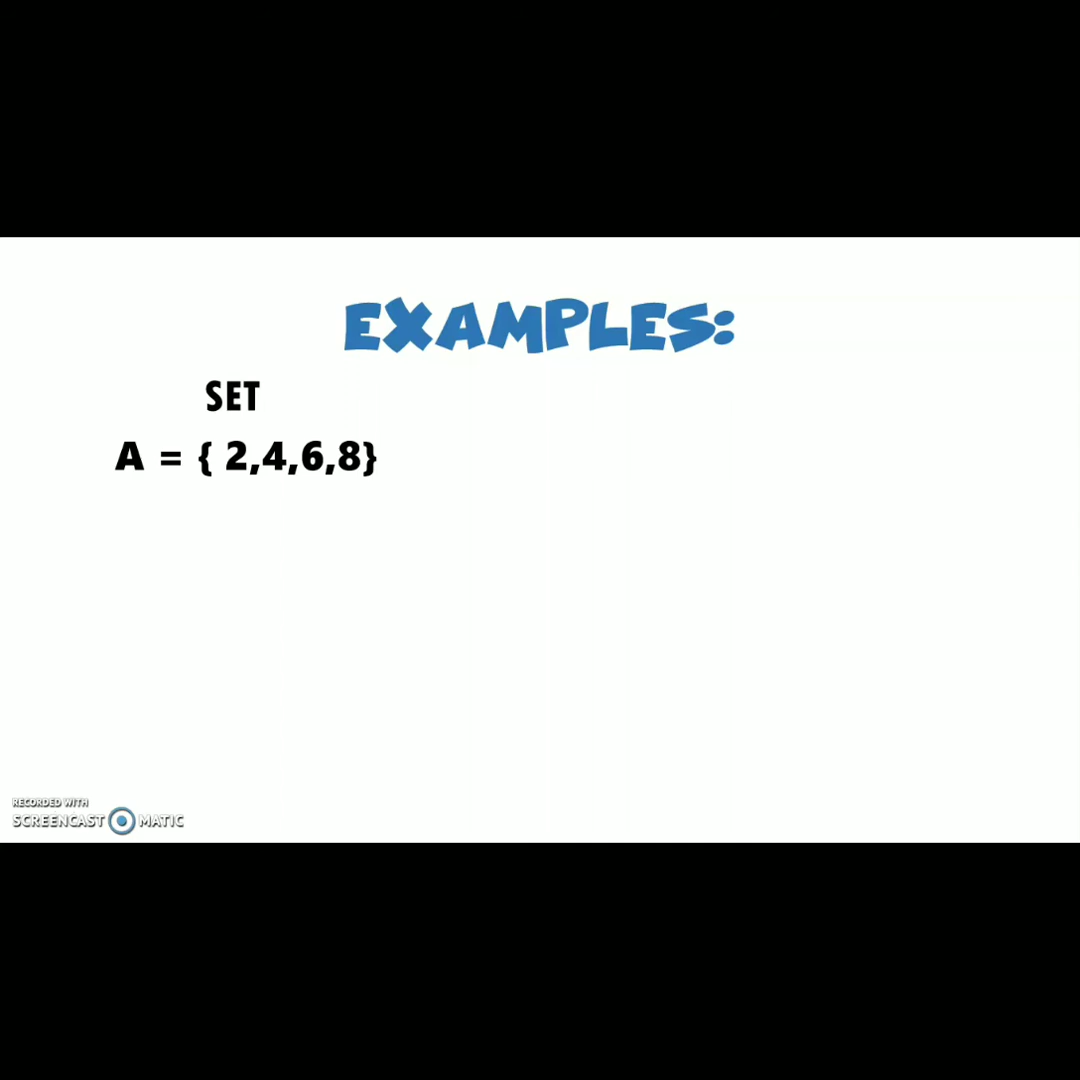 EXAMPLES:
SET
A = { 2,4,6,8}
RECORDED WITH
SCREENCAST MATIC